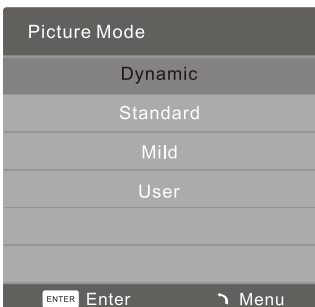 Picture Mode
Dynamic
Standard
Mild
User
ENTER Enter Menu